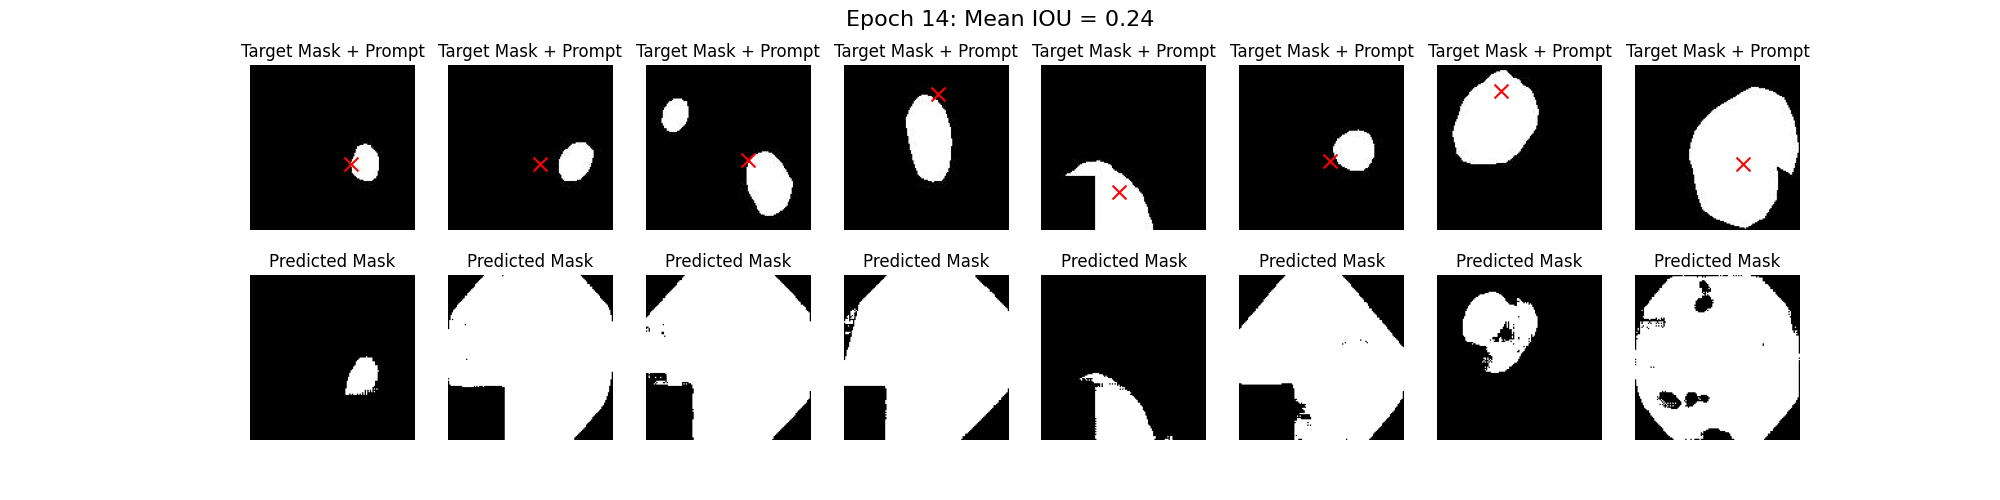 Epoch 14: Mean IOU = 0.24
Target Mask + Prompt Target Mask + Prompt Target Mask + Prompt Target Mask + Prompt Target Mask + Prompt Target Mask + Prompt Target Mask + Prompt Target Mask + Prompt
Predicted Mask Predicted Mask Predicted Mask Predicted Mask Predicted Mask Predicted Mask Predicted Mask Predicted Mask